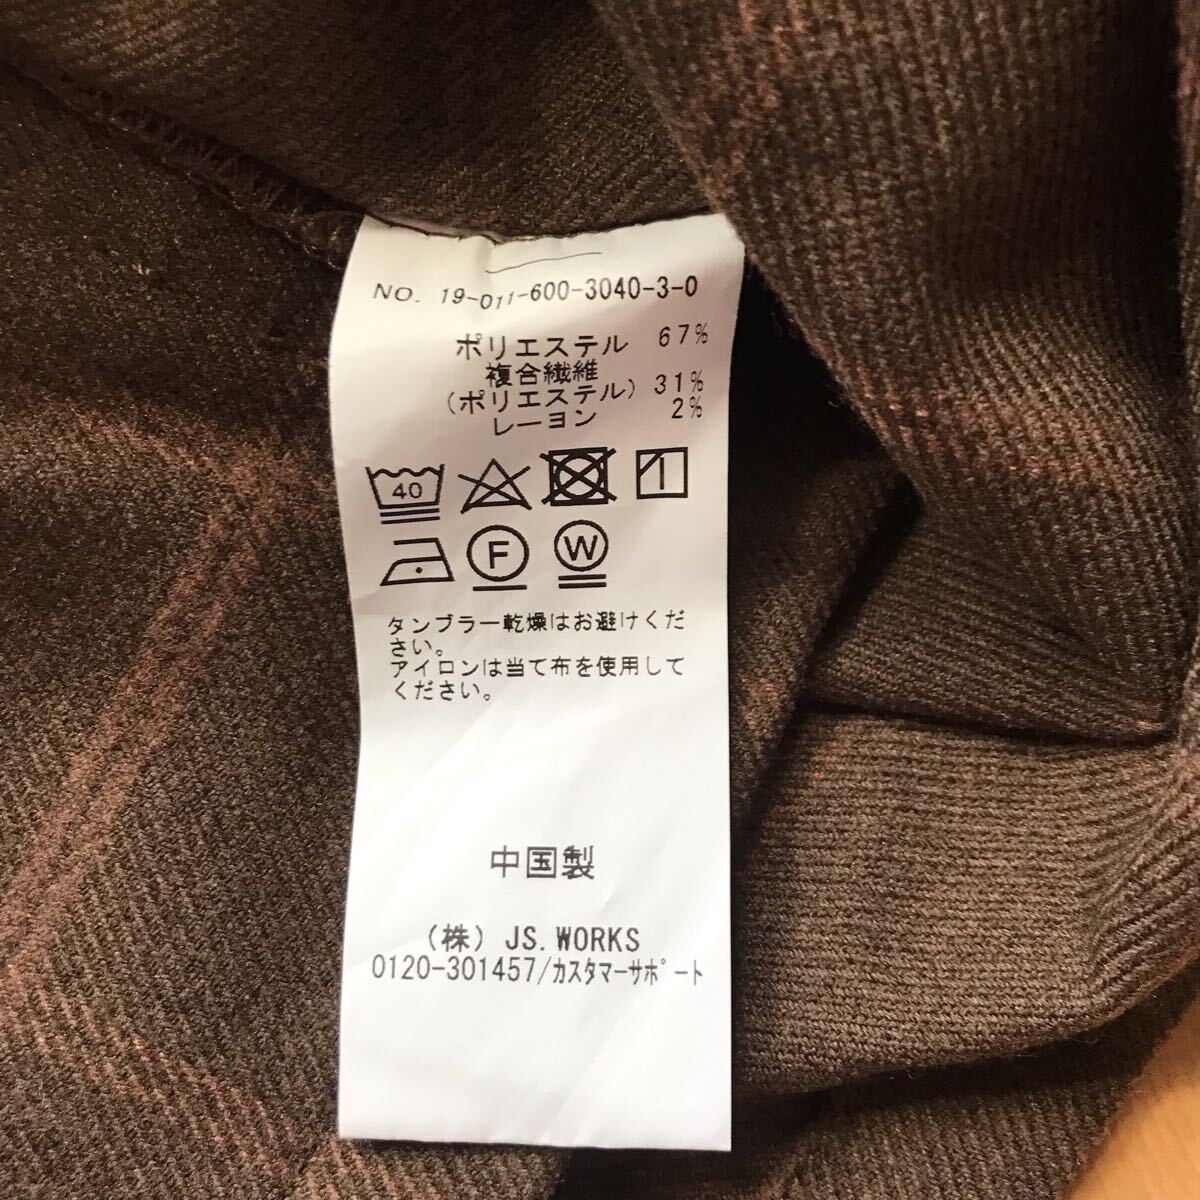 NO. 19-011-600-3040-3-0
ポリエステル 67%
複合繊維
(ポリエステル) 31%
レーヨン 2%
40
F W
タンブラー乾燥はお避けくだ
さい。
アイロンは当て布を使用して
ください。
中国製
(株) JS.WORKS
0120-301457/カスタマーサポート